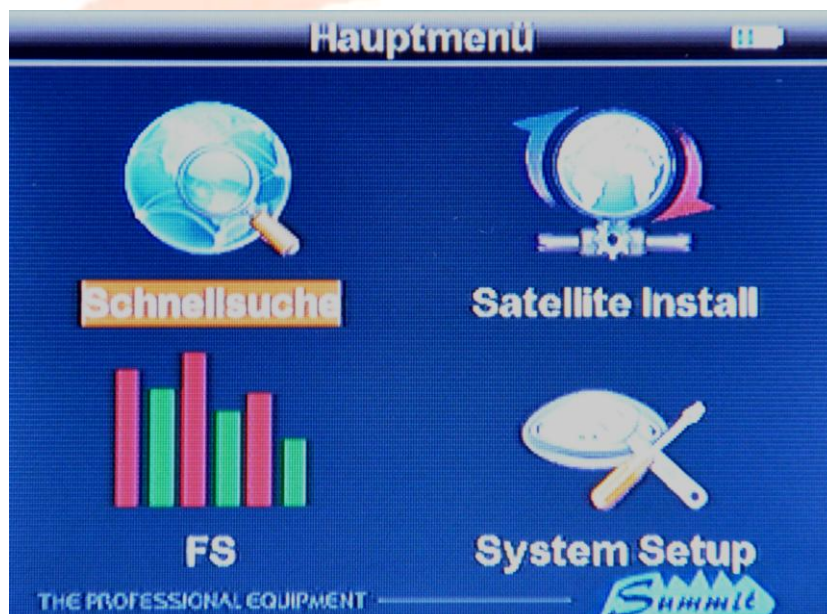 Hauptmenü
Schnellsuche
Satellite Install
FS
System Setup
THE PROFESSIONAL EQUIPMENT
Summit